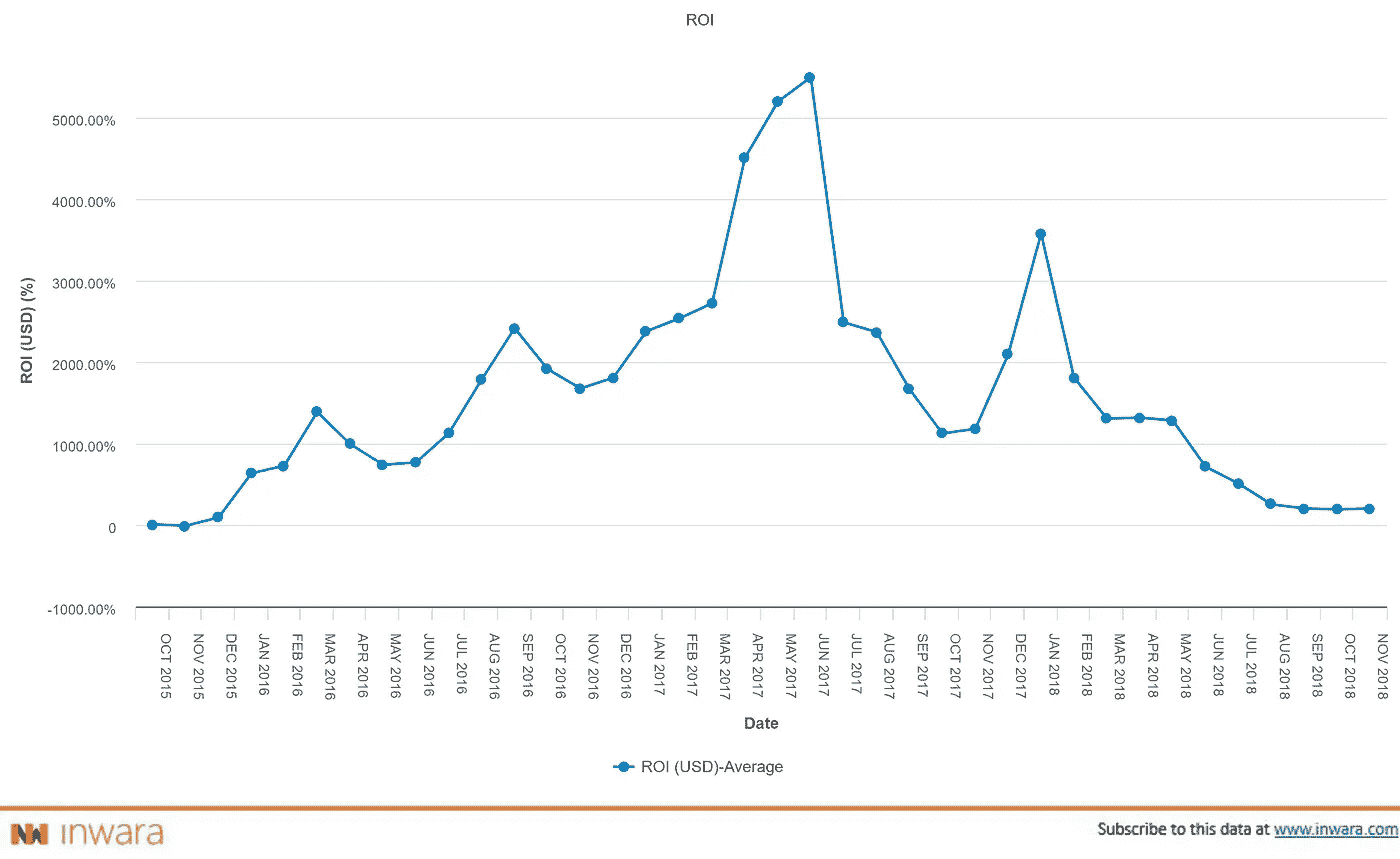 ROI
5000.00%
4000.00%
3000.00%
2000.00%
1000.00%
0
-1000.00%
ROI (USD) (%)
OCT 2015
NOV 2015
DEC 2015
JAN 2016
FEB 2016
MAR 2016
APR 2016
MAY 2016
JUN 2016
JUL 2016
AUG 2016
SEP 2016
OCT 2016
NOV 2016
DEC 2016
JAN 2017
FEB 2017
MAR 2017
APR 2017
MAY 2017
JUN 2017
JUL 2017
AUG 2017
SEP 2017
OCT 2017
NOV 2017
DEC 2017
JAN 2018
FEB 2018
MAR 2018
APR 2018
MAY 2018
JUN 2018
JUL 2018
AUG 2018
SEP 2018
OCT 2018
NOV 2018
Date
ROI (USD)-Average
inwara
Subscribe to this data at www.inwara.com